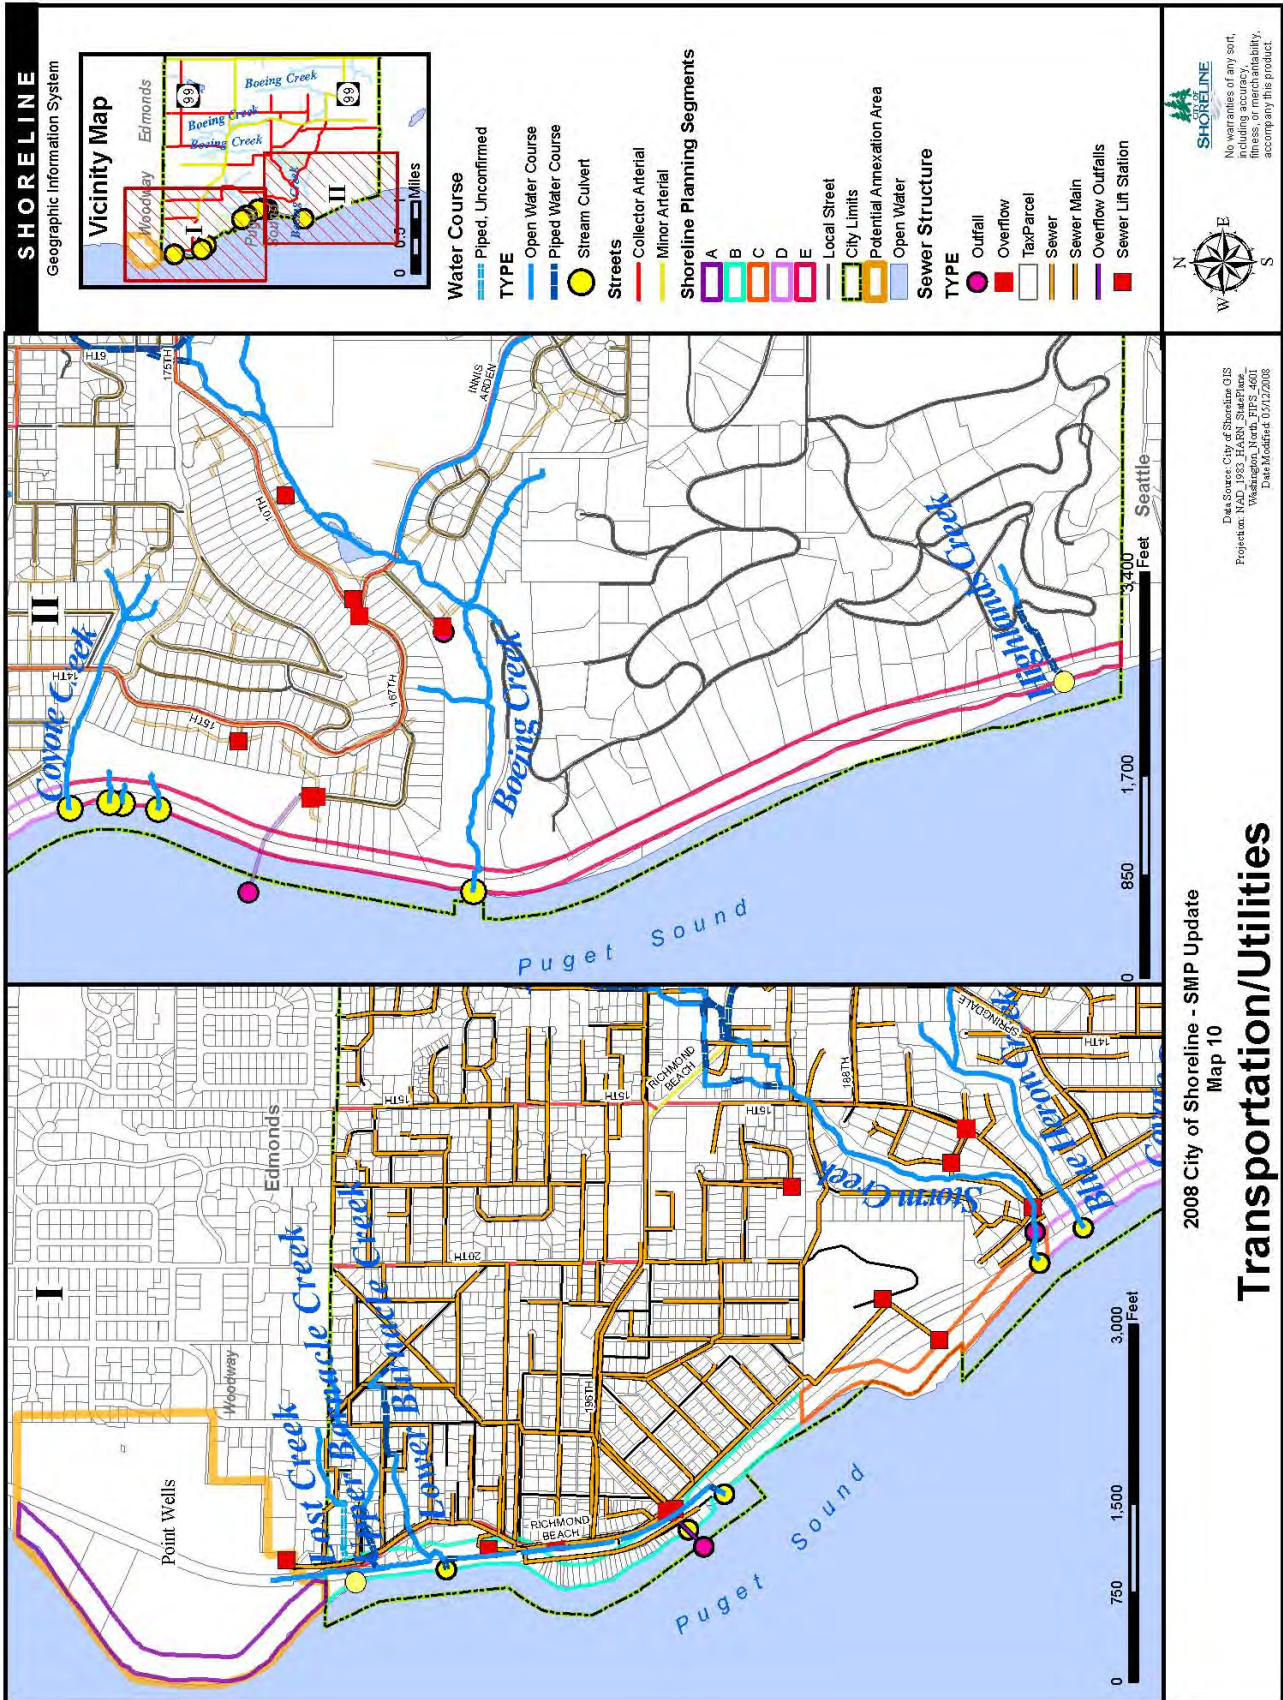 SHORELINE
Geographic Information System
Vicinity Map
Woodway
Edmonds
99
Boeing Creek
Boeing Creek
Boeing Creek
99
I
Boeing Creek
II
0
0.5
1
Miles
Water Course
Piped, Unconfirmed
TYPE
Open Water Course
Piped Water Course
Stream Culvert
Streets
Collector Arterial
Minor Arterial
Shoreline Planning Segments
A
B
C
D
E
Local Street
City Limits
Potential Annexation Area
Open Water
Sewer Structure
TYPE
Outfall
Overflow
TaxParcel
Sewer
Sewer Main
Overflow Outfalls
Sewer Lift Station
N
W
E
S
CITY OF
SHORELINE
No warranties of any sort,
including accuracy,
fitness, or merchantability,
accompany this product.
II
6TH
175TH
10TH
INNIS
ARDEN
14TH
15TH
167TH
Coyote Creek
Boeing Creek
Highlands Creek
Seattle
Puget Sound
0
850
1,700
3,400
Feet
I
Edmonds
Woodway
Point Wells
Lost Creek
Upper Barnacle Creek
Lower Barnacle Creek
15TH
20TH
15TH
RICHMOND
BEACH
15TH
188TH
196TH
RICHMOND
BEACH
SPRINGDALE
14TH
Storm Creek
Blue Heron Creek
Coyote
Puget Sound
0
750
1,500
3,000
Feet
2008 City of Shoreline - SMP Update
Map 10
Transportation/Utilities
Data Source: City of Shoreline GIS
Projection: NAD_1983_HARN_StatePlane_
Washington_North_FIPS_4601
Date Modified: 05/12/2008